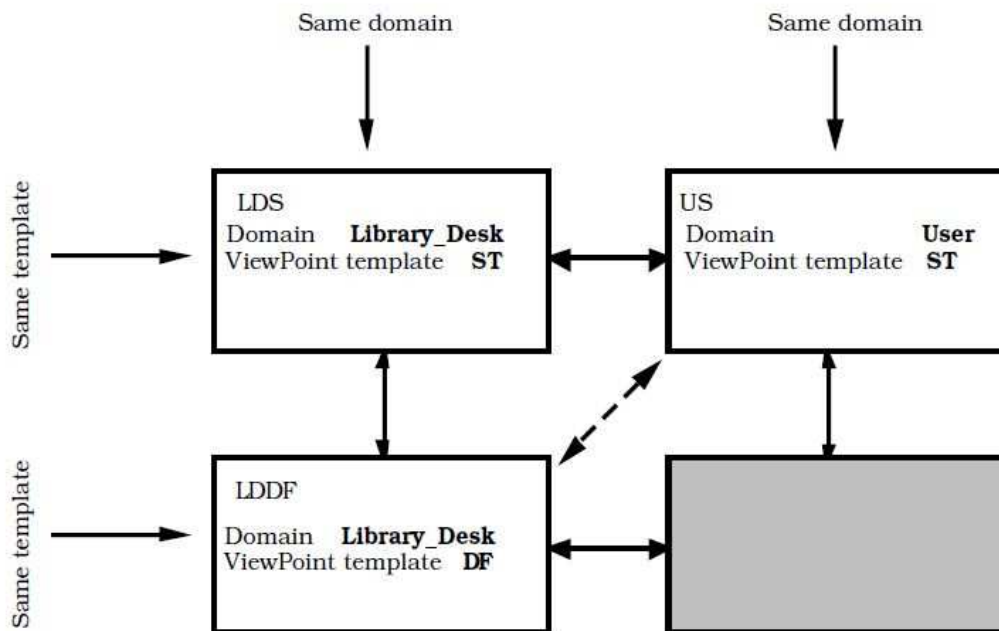 Same domain
Same domain
Same template
LDS
Domain Library_Desk
ViewPoint template ST
US
Domain User
ViewPoint template ST
Same template
LDDF
Domain Library_Desk
ViewPoint template DF